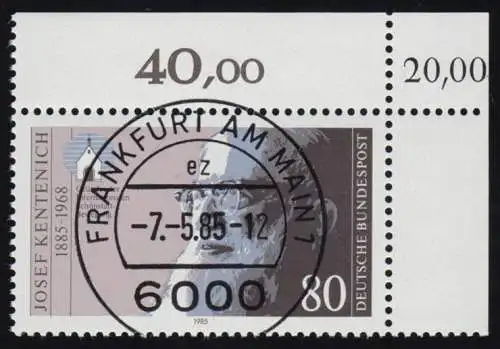 40,00
20,00
JOSEF KENTENICH
1885-1968
FRANKFURT AM MAIN 1
ez
-7.-5.85-12
6000
80
DEUTSCHE BUNDESPOST
1985